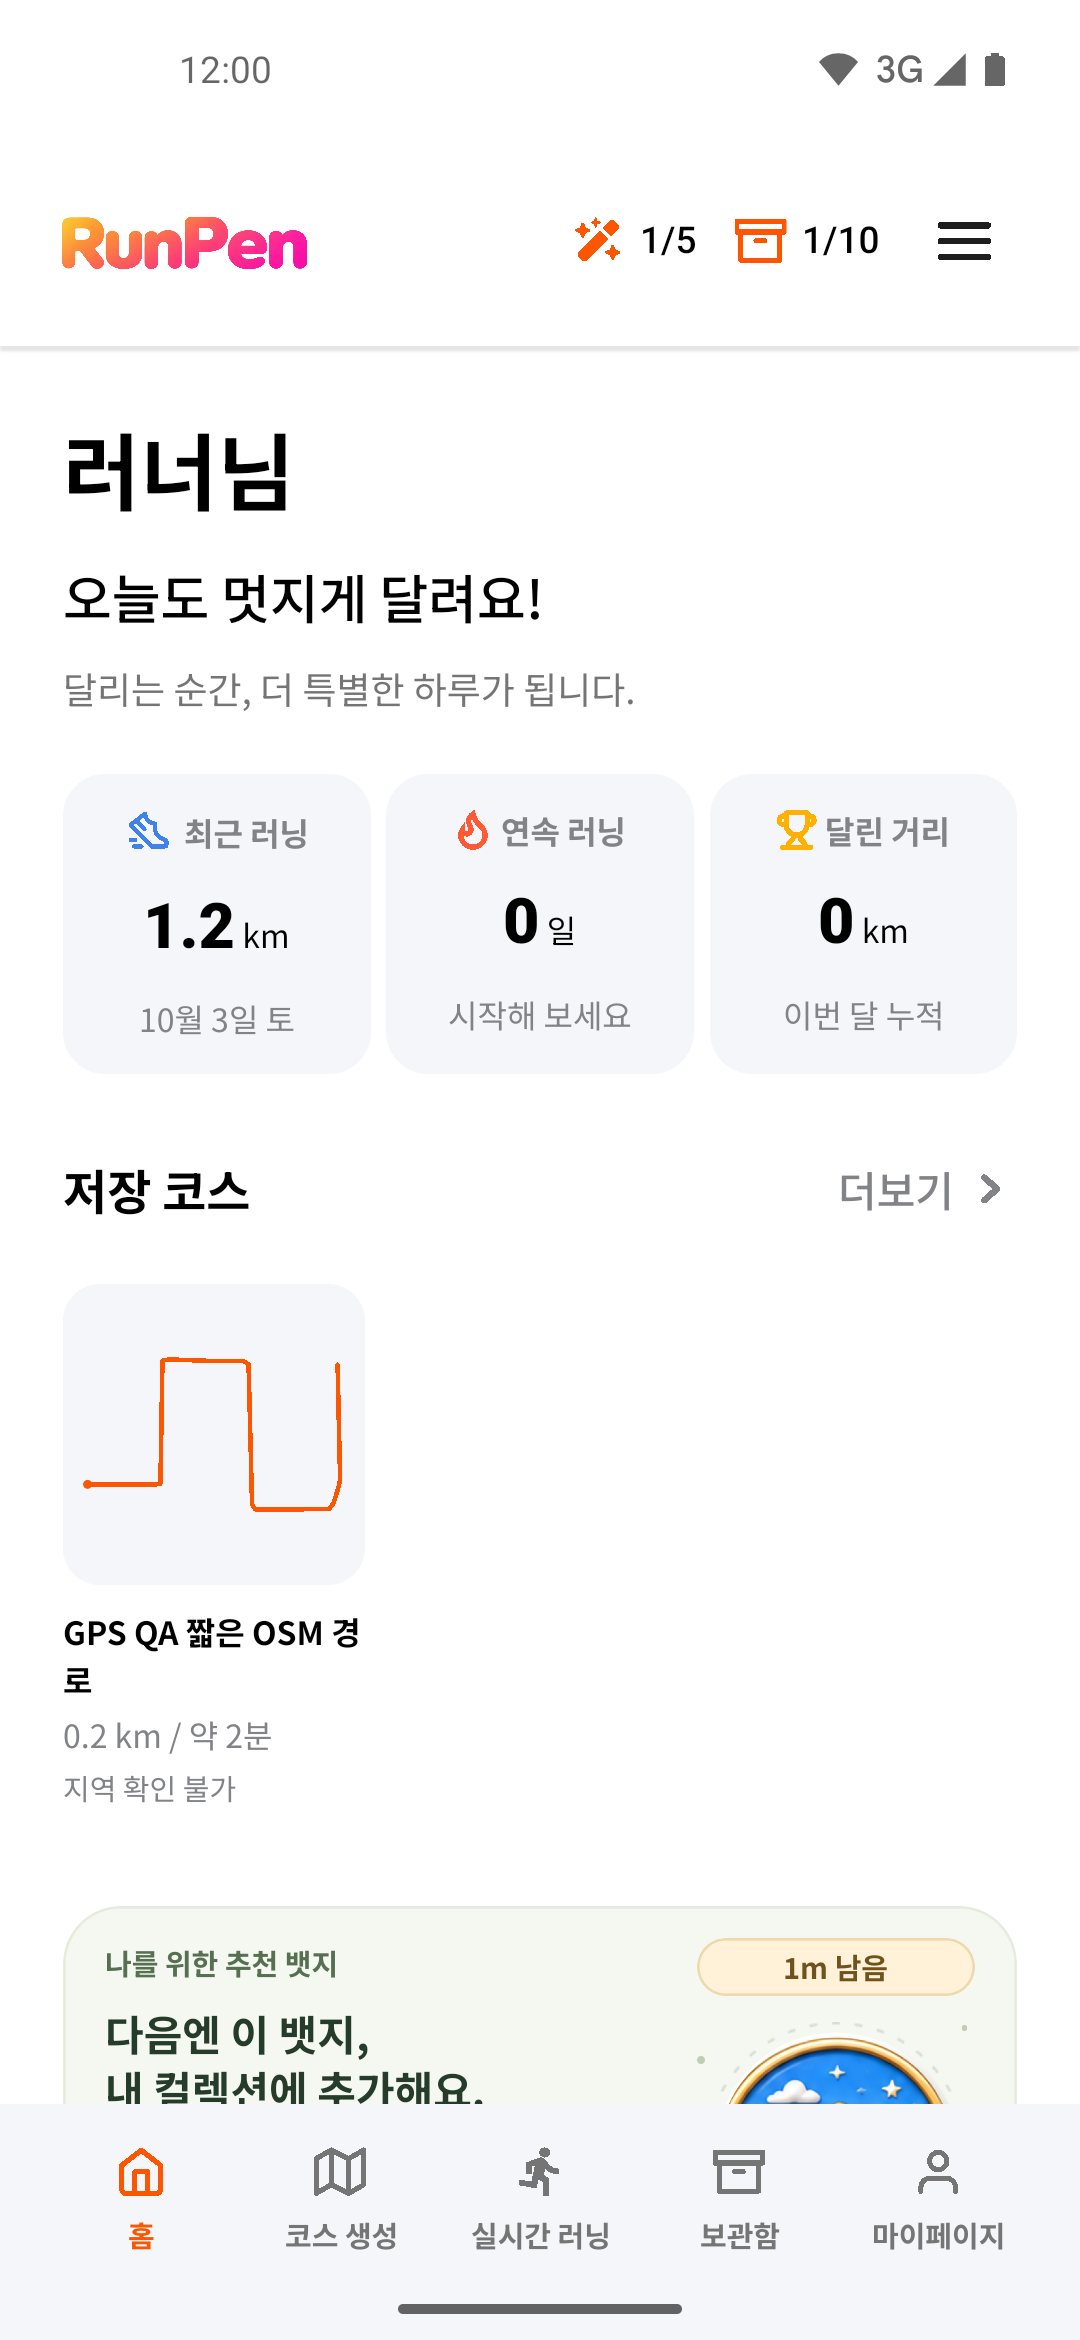 12:00
3G
RunPen
1/5
1/10
러너님
오늘도 멋지게 달려요!
달리는 순간, 더 특별한 하루가 됩니다.
최근 러닝
1.2 km
10월 3일 토
연속 러닝
0 일
시작해 보세요
달린 거리
0 km
이번 달 누적
저장 코스
더보기
GPS QA 짧은 OSM 경
로
0.2 km / 약 2분
지역 확인 불가
나를 위한 추천 뱃지
1m 남음
다음엔 이 뱃지,
내 컬렉션에 추가해요.
홈
코스 생성
실시간 러닝
보관함
마이페이지